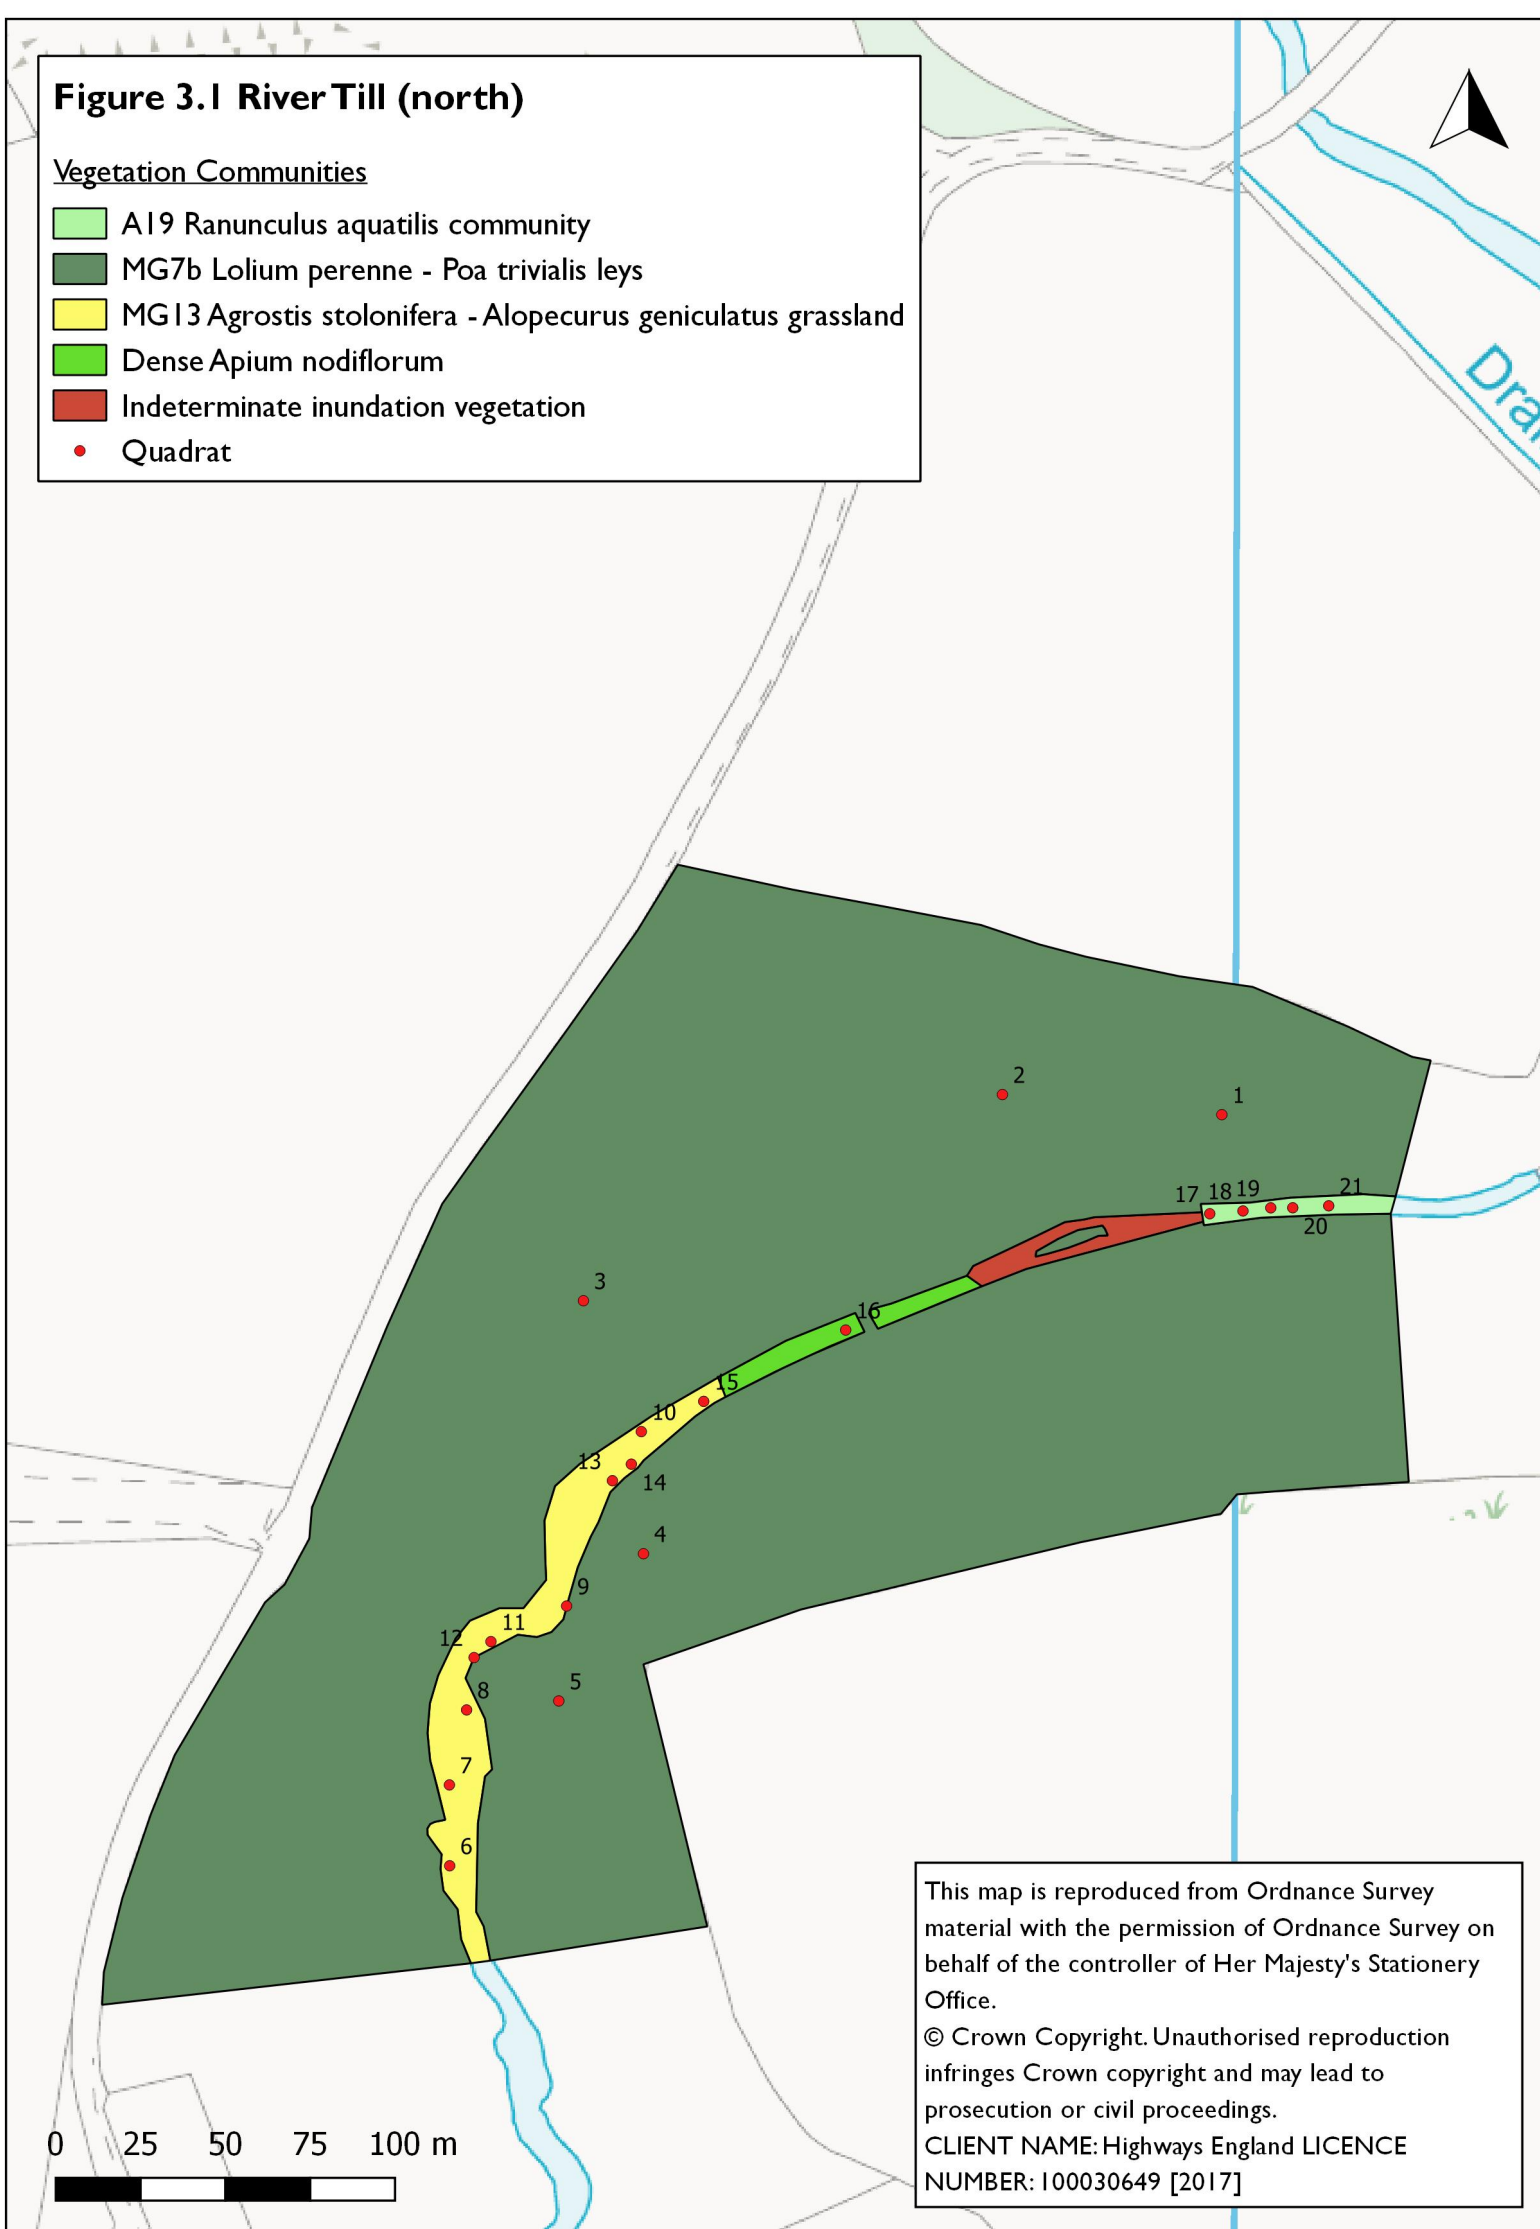 Figure 3.1 River Till (north)
Vegetation Communities
A19 Ranunculus aquatilis community
MG7b Lolium perenne - Poa trivialis leys
MG13 Agrostis stolonifera - Alopecurus geniculatus grassland
Dense Apium nodiflorum
Indeterminate inundation vegetation
Quadrat
2
1
17 18 19 21
20
3
16
15
10
13
14
4
9
11
12
5
8
7
6
This map is reproduced from Ordnance Survey
material with the permission of Ordnance Survey on
behalf of the controller of Her Majesty's Stationery
Office.
© Crown Copyright. Unauthorised reproduction
infringes Crown copyright and may lead to
prosecution or civil proceedings.
CLIENT NAME: Highways England LICENCE
NUMBER: 100030649 [2017]
0 25 50 75 100 m